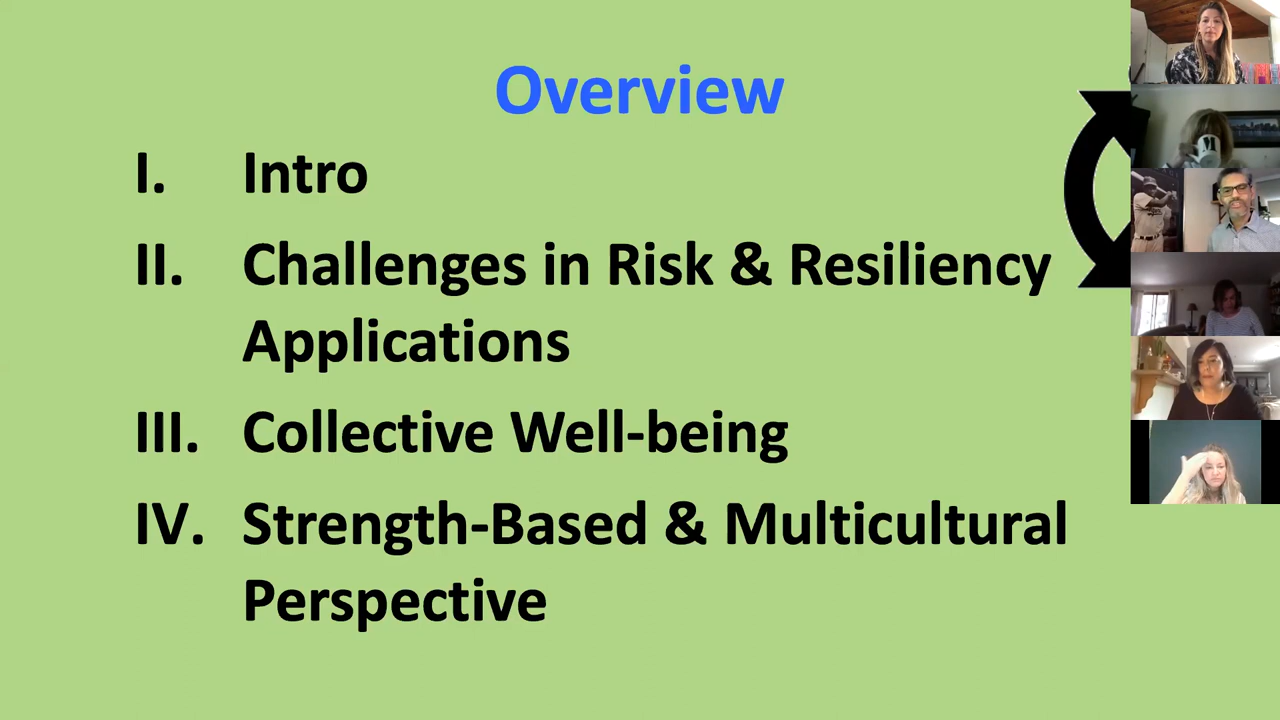 Overview
I. Intro
II. Challenges in Risk & Resiliency
Applications
III. Collective Well-being
IV. Strength-Based & Multicultural
Perspective